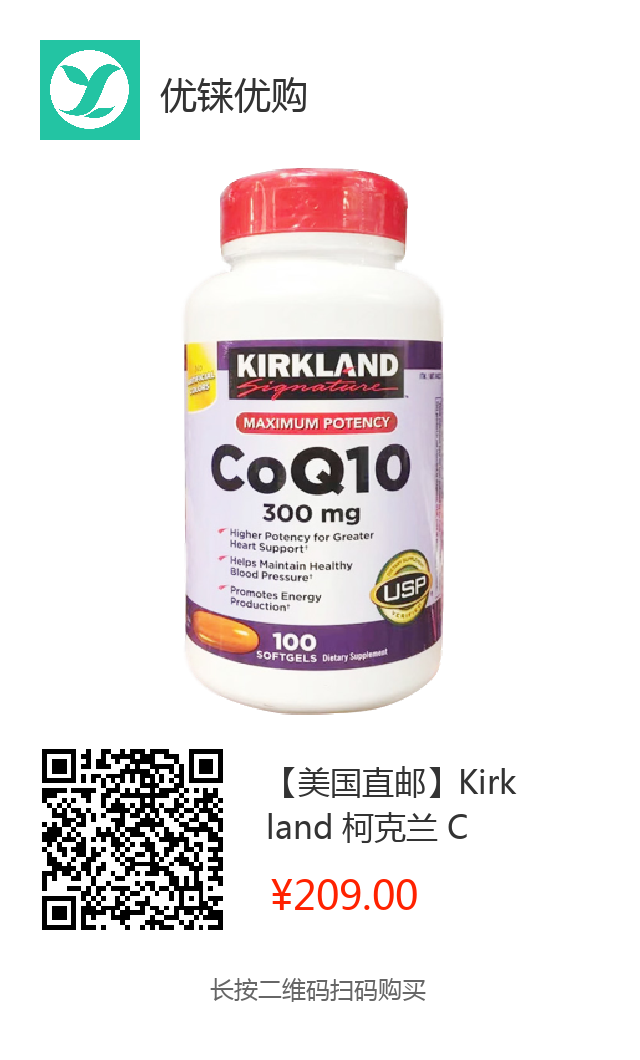 优铼优购
KIRKLAND
Signature
MAXIMUM POTENCY
CoQ10
300 mg
Higher Potency for Greater
Heart Support†
Helps Maintain Healthy
Blood Pressure†
Promotes Energy
Production†
USP
100
SOFTGELS Dietary Supplement
【美国直邮】Kirk
land 柯克兰 C
¥209.00
长按二维码扫码购买